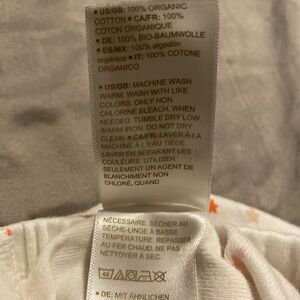 ■ US/GB: 100% ORGANIC
COTTON ■ CA/FR: 100%
COTON ORGANIQUE
■ DE: 100% BIO-BAUMWOLLE
■ ES/MX: 100% algodón
orgánico ■ IT: 100% COTONE
ORGANICO
■ US/GB: MACHINE WASH
WARM. WASH WITH LIKE
COLORS. ONLY NON
CHLORINE BLEACH, WHEN
NEEDED. TUMBLE DRY LOW.
WARM IRON. DO NOT DRY
CLEAN. ■ CA/FR: LAVER À LA
MACHINE À L'EAU TIÈDE.
LAVER EN SÉPARANT LES
COULEURS. UTILISER
SEULEMENT UN AGENT DE
BLANCHIMENT NON
CHLORÉ, QUAND
NÉCESSAIRE. SÉCHER AU
SÈCHE-LINGE À BASSE
TEMPÉRATURE. REPASSER
AU FER CHAUD. NE PAS
NETTOYER À SEC.
40
■ DE: MIT ÄHNLICHEN